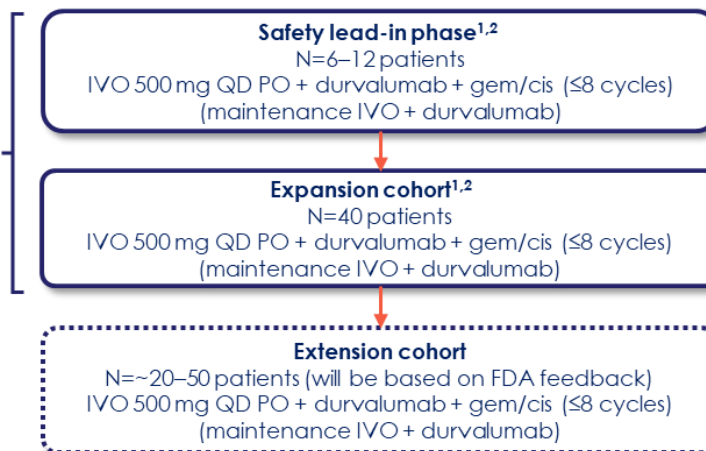 Safety lead-in phase1,2
N=6–12 patients
IVO 500 mg QD PO + durvalumab + gem/cis (≤8 cycles)
(maintenance IVO + durvalumab)
Expansion cohort1,2
N=40 patients
IVO 500 mg QD PO + durvalumab + gem/cis (≤8 cycles)
(maintenance IVO + durvalumab)
Extension cohort
N=~20–50 patients (will be based on FDA feedback)
IVO 500 mg QD PO + durvalumab + gem/cis (≤8 cycles)
(maintenance IVO + durvalumab)